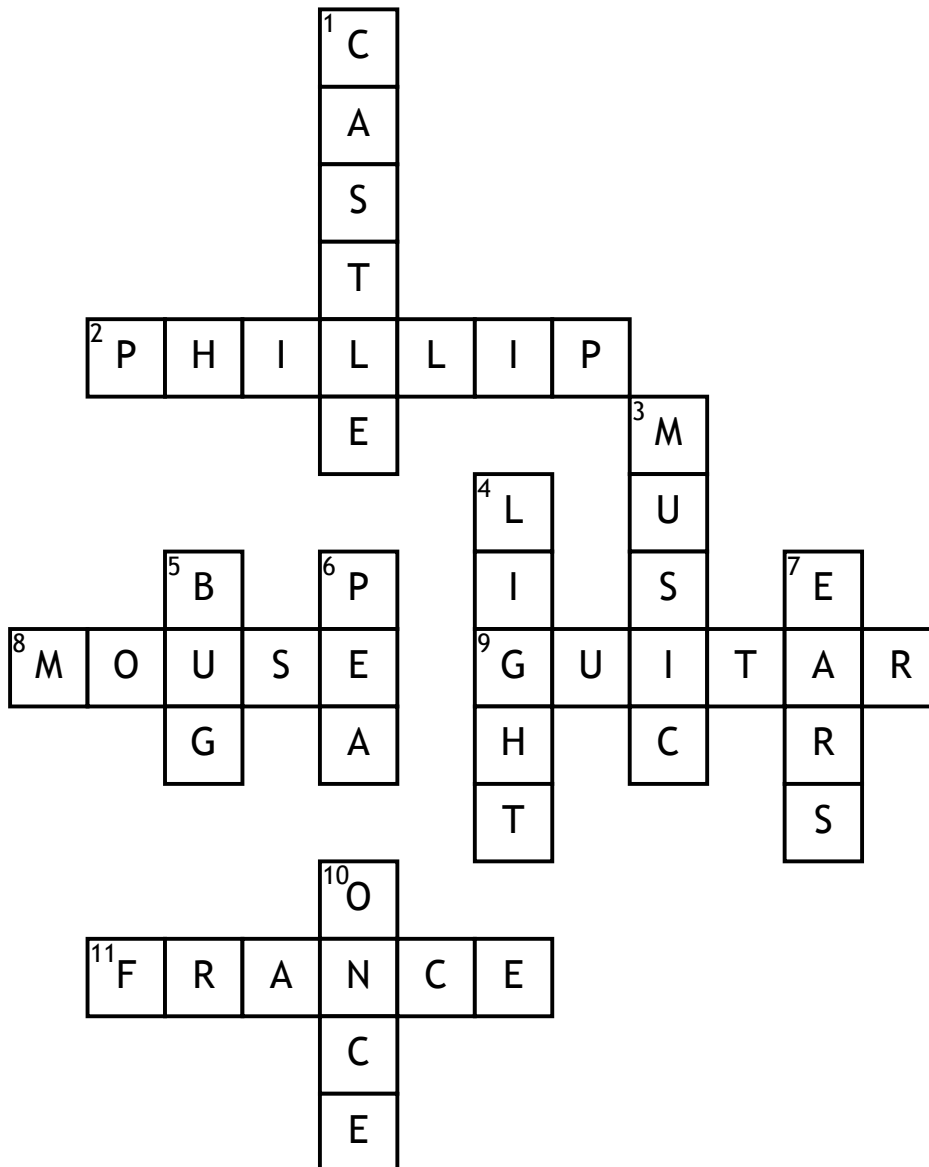 1 C
A
S
T
2 P H I L L I P
E 3 M
4 L U
5 B 6 P I S 7 E
8 M O U S E 9 G U I T A R
G A H C R
T S
10 O
11 F R A N C E
C
E